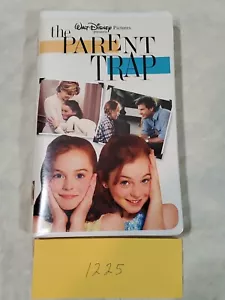 WALT DISNEY Pictures
presents
the PARENT
TRAP
1225